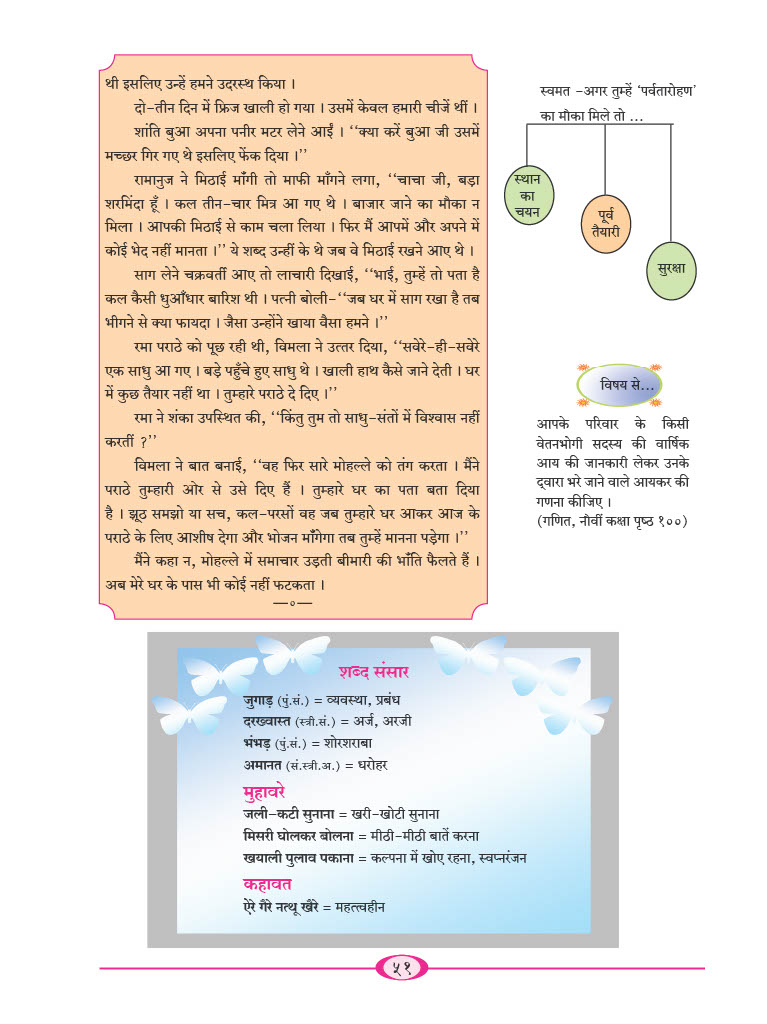 थी इसलिए उन्हें हमने उदरस्थ किया ।
दो-तीन दिन में फ्रिज खाली हो गया । उसमें केवल हमारी चीजें थीं ।
शांति बुआ अपना पनीर मटर लेने आईं । ‘‘क्या करें बुआ जी उसमें
मच्छर गिर गए थे इसलिए फेंक दिया ।’’
रामानुज ने मिठाई माँगी तो माफी माँगने लगा, ‘‘चाचा जी, बड़ा
शरमिंदा हूँ । कल तीन-चार मित्र आ गए थे । बाजार जाने का मौका न
मिला । आपकी मिठाई से काम चला लिया । फिर मैं आपमें और अपने में
कोई भेद नहीं मानता ।’’ ये शब्द उन्हीं के थे जब वे मिठाई रखने आए थे ।
साग लेने चक्रवर्ती आए तो लाचारी दिखाई, ‘‘भाई, तुम्हें तो पता है
कल कैसी धुआँधार बारिश थी । पत्नी बोली-‘‘जब घर में साग रखा है तब
भीगने से क्या फायदा । जैसा उन्होंने खाया वैसा हमने ।’’
रमा पराठे को पूछ रही थी, विमला ने उत्तर दिया, ‘‘सवेरे-ही-सवेरे
एक साधु आ गए । बड़े पहुँचे हुए साधु थे । खाली हाथ कैसे जाने देती । घर
में कुछ तैयार नहीं था । तुम्हारे पराठे दे दिए ।’’
रमा ने शंका उपस्थित की, ‘‘किंतु तुम तो साधु-संतों में विश्वास नहीं
करतीं ?’’
विमला ने बात बनाई, ‘‘वह फिर सारे मोहल्ले को तंग करता । मैंने
पराठे तुम्हारी ओर से उसे दिए हैं । तुम्हारे घर का पता बता दिया
है । झूठ समझो या सच, कल-परसों वह जब तुम्हारे घर आकर आज के
पराठे के लिए आशीष देगा और भोजन माँगेगा तब तुम्हें मानना पड़ेगा ।’’
मैंने कहा न, मोहल्ले में समाचार उड़ती बीमारी की भाँति फैलते हैं ।
अब मेरे घर के पास भी कोई नहीं फटकता ।
—०—
स्वमत -अगर तुम्हें ‘पर्वतारोहण’
का मौका मिले तो ...
स्थान
का
चयन
पूर्व
तैयारी
सुरक्षा
विषय से...
आपके परिवार के किसी
वेतनभोगी सदस्य की वार्षिक
आय की जानकारी लेकर उनके
द्वारा भरे जाने वाले आयकर की
गणना कीजिए ।
(गणित, नौवीं कक्षा पृष्ठ १००)
शब्द संसार
जुगाड़ (पुं.सं.) = व्यवस्था, प्रबंध
दरख्वास्त (स्त्री.सं.) = अर्ज, अरजी
भंभड़ (पुं.सं.) = शोरशराबा
अमानत (सं.स्त्री.अ.) = धरोहर
मुहावरे
जली-कटी सुनाना = खरी-खोटी सुनाना
मिसरी घोलकर बोलना = मीठी-मीठी बातें करना
खयाली पुलाव पकाना = कल्पना में खोए रहना, स्वप्नरंजन
कहावत
ऐरे गैरे नत्थू खैरे = महत्त्वहीन
५१